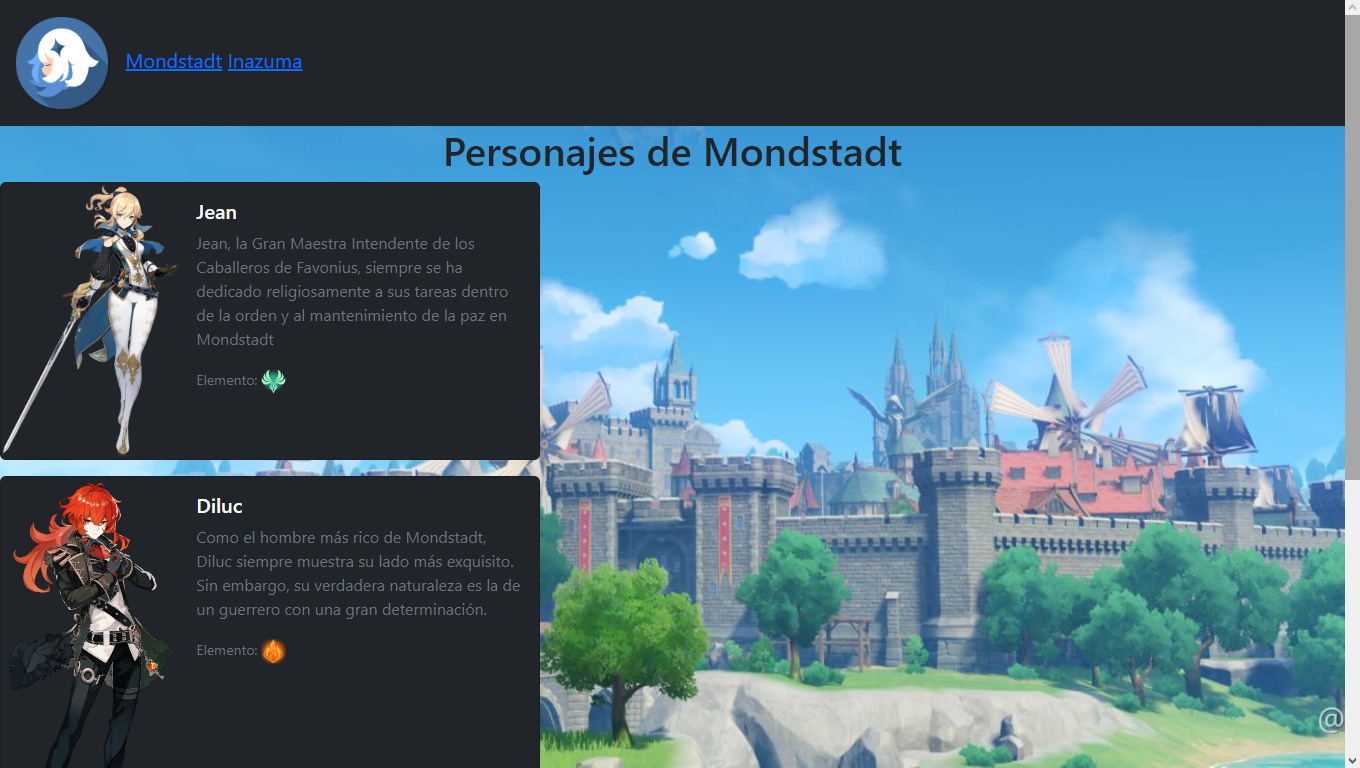 Mondstadt Inazuma
Personajes de Mondstadt
Jean
Jean, la Gran Maestra Intendente de los
Caballeros de Favonius, siempre se ha
dedicado religiosamente a sus tareas dentro
de la orden y al mantenimiento de la paz en
Mondstadt
Elemento:
Diluc
Como el hombre más rico de Mondstadt,
Diluc siempre muestra su lado más exquisito.
Sin embargo, su verdadera naturaleza es la de
un guerrero con una gran determinación.
Elemento:
@